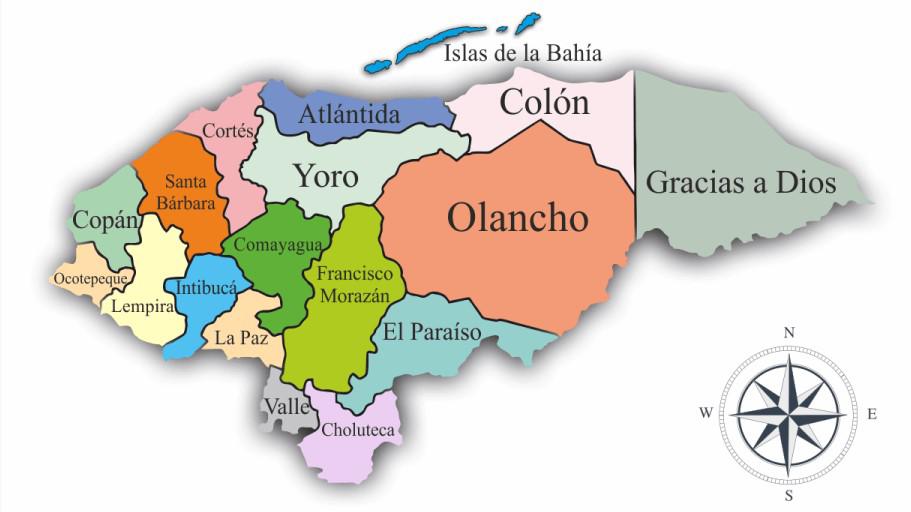 Islas de la Bahía
Colón
Atlántida
Cortés
Yoro
Gracias a Dios
Santa
Bárbara
Olancho
Copán
Comayagua
Francisco
Morazán
Ocotepeque
Intibucá
Lempira
La Paz
El Paraíso
Valle
Choluteca
N
W
E
S